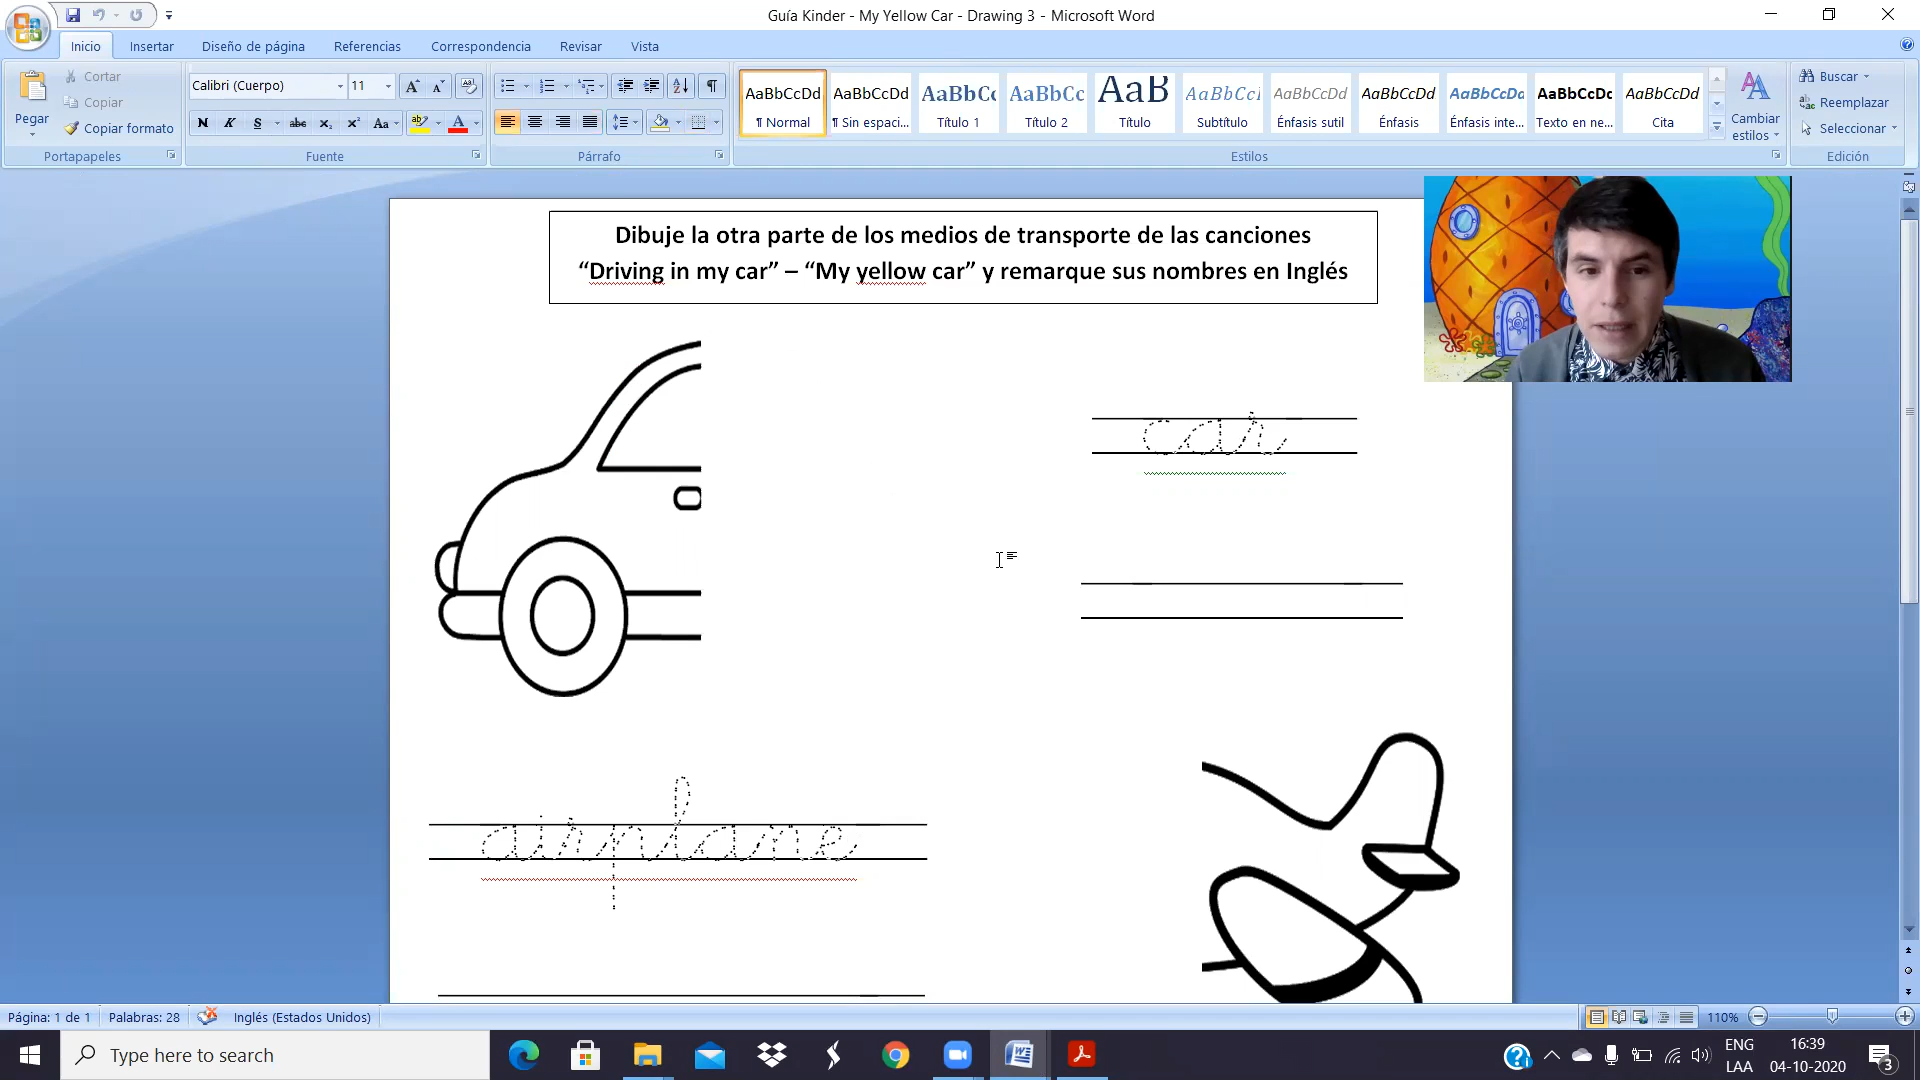 Guía Kinder - My Yellow Car - Drawing 3 - Microsoft Word
Inicio Insertar Diseño de página Referencias Correspondencia Revisar Vista
Pegar
Cortar
Copiar
Copiar formato
Portapapeles
Calibri (Cuerpo) 11
N K S abc x₂ x² Aa
Fuente
Párrafo
AaBbCcDd AaBbCcDd AaBbCc AaBbCc AaB AaBbCcI AaBbCcDd AaBbCcDd AaBbCcDd AaBbCcDc AaBbCcDd
¶ Normal ¶ Sin espaci... Título 1 Título 2 Título Subtítulo Énfasis sutil Énfasis Énfasis inte... Texto en ne... Cita
Estilos
Cambiar estilos
Buscar
Reemplazar
Seleccionar
Edición
Dibuje la otra parte de los medios de transporte de las canciones
“Driving in my car” – “My yellow car” y remarque sus nombres en Inglés
car
airplane
Página: 1 de 1 Palabras: 28 Inglés (Estados Unidos) 110%
Type here to search
ENG
LAA
16:39
04-10-2020
3